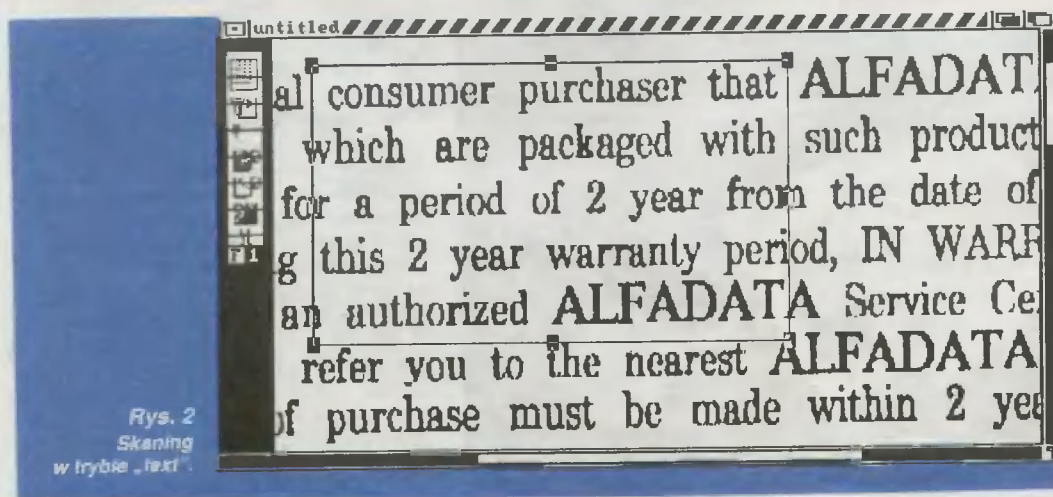 untitled
al consumer purchaser that ALFADAT
which are packaged with such product
for a period of 2 year from the date of
g this 2 year warranty period, IN WARR
an authorized ALFADATA Service Ce
refer you to the nearest ALFADATA
of purchase must be made within 2 yea
Rys. 2
Skaning
w trybie „text”.